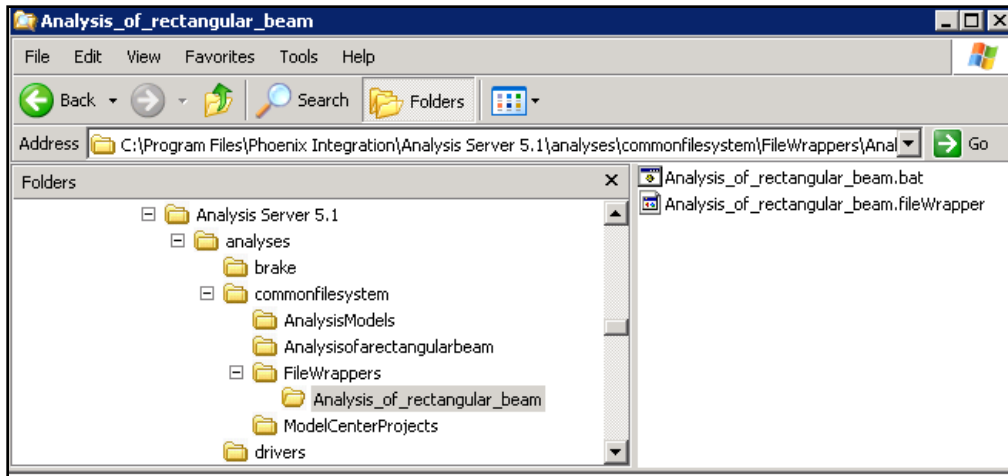 Analysis_of_rectangular_beam
File Edit View Favorites Tools Help
Back Search Folders
Address C:\Program Files\Phoenix Integration\Analysis Server 5.1\analyses\commonfilesystem\FileWrappers\Anal Go
Folders
Analysis Server 5.1
analyses
brake
commonfilesystem
AnalysisModels
Analysisofarectangularbeam
FileWrappers
Analysis_of_rectangular_beam
ModelCenterProjects
drivers
Analysis_of_rectangular_beam.bat
Analysis_of_rectangular_beam.fileWrapper